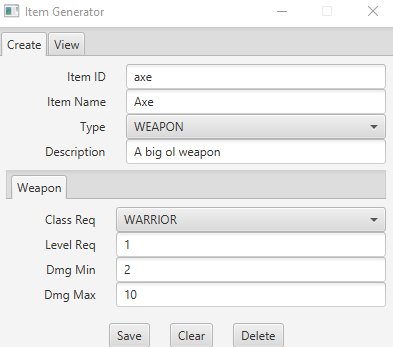 Item Generator
Create View
Item ID axe
Item Name Axe
Type WEAPON
Description A big ol weapon
Weapon
Class Req WARRIOR
Level Req 1
Dmg Min 2
Dmg Max 10
Save Clear Delete